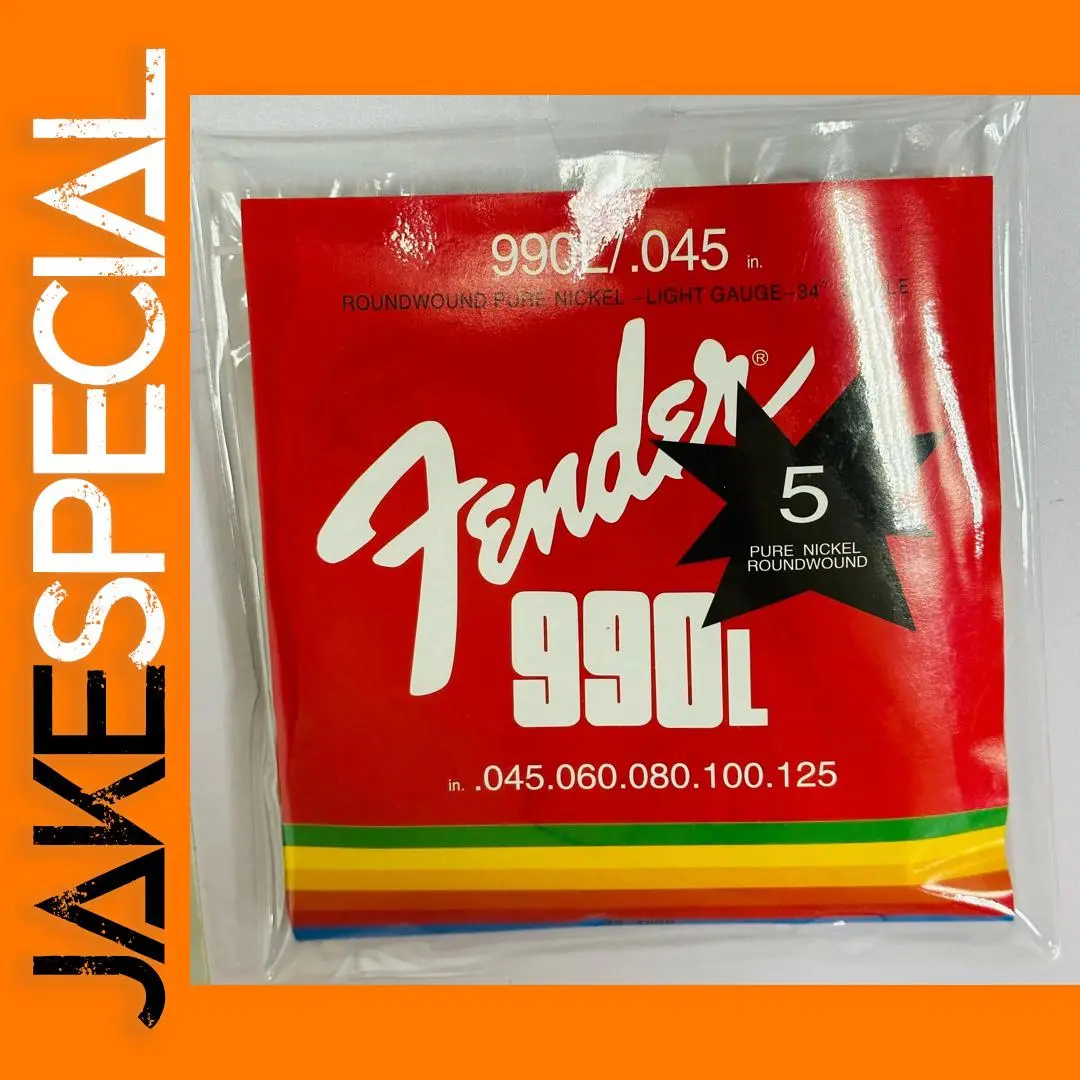 JAKESPECIAL
990L/.045 in.
ROUNDWOUND PURE NICKEL -LIGHT GAUGE-34"
Fender®
5
PURE NICKEL
ROUNDWOUND
990L
in. .045.060.080.100.125